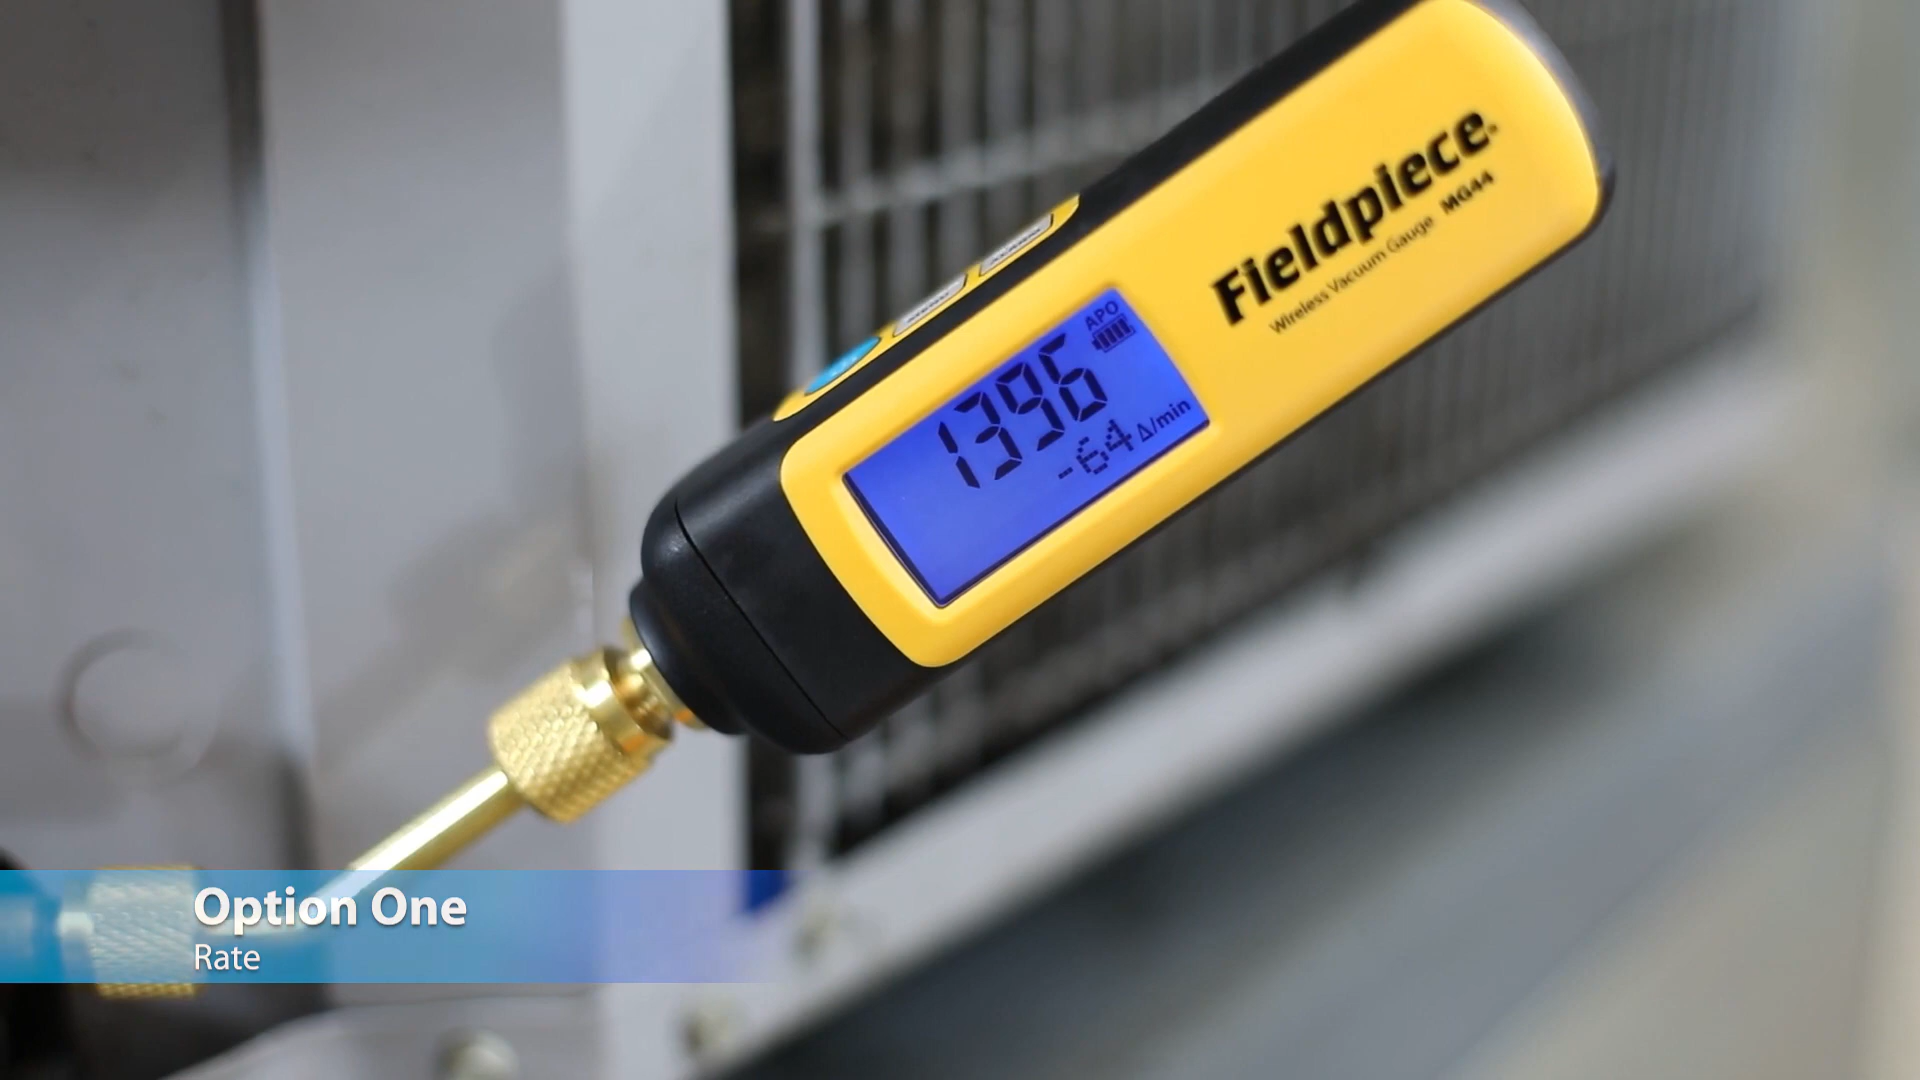 Fieldpiece
Wireless Vacuum Gauge MG44
APO
1396
-64 Δ/min
Option One
Rate